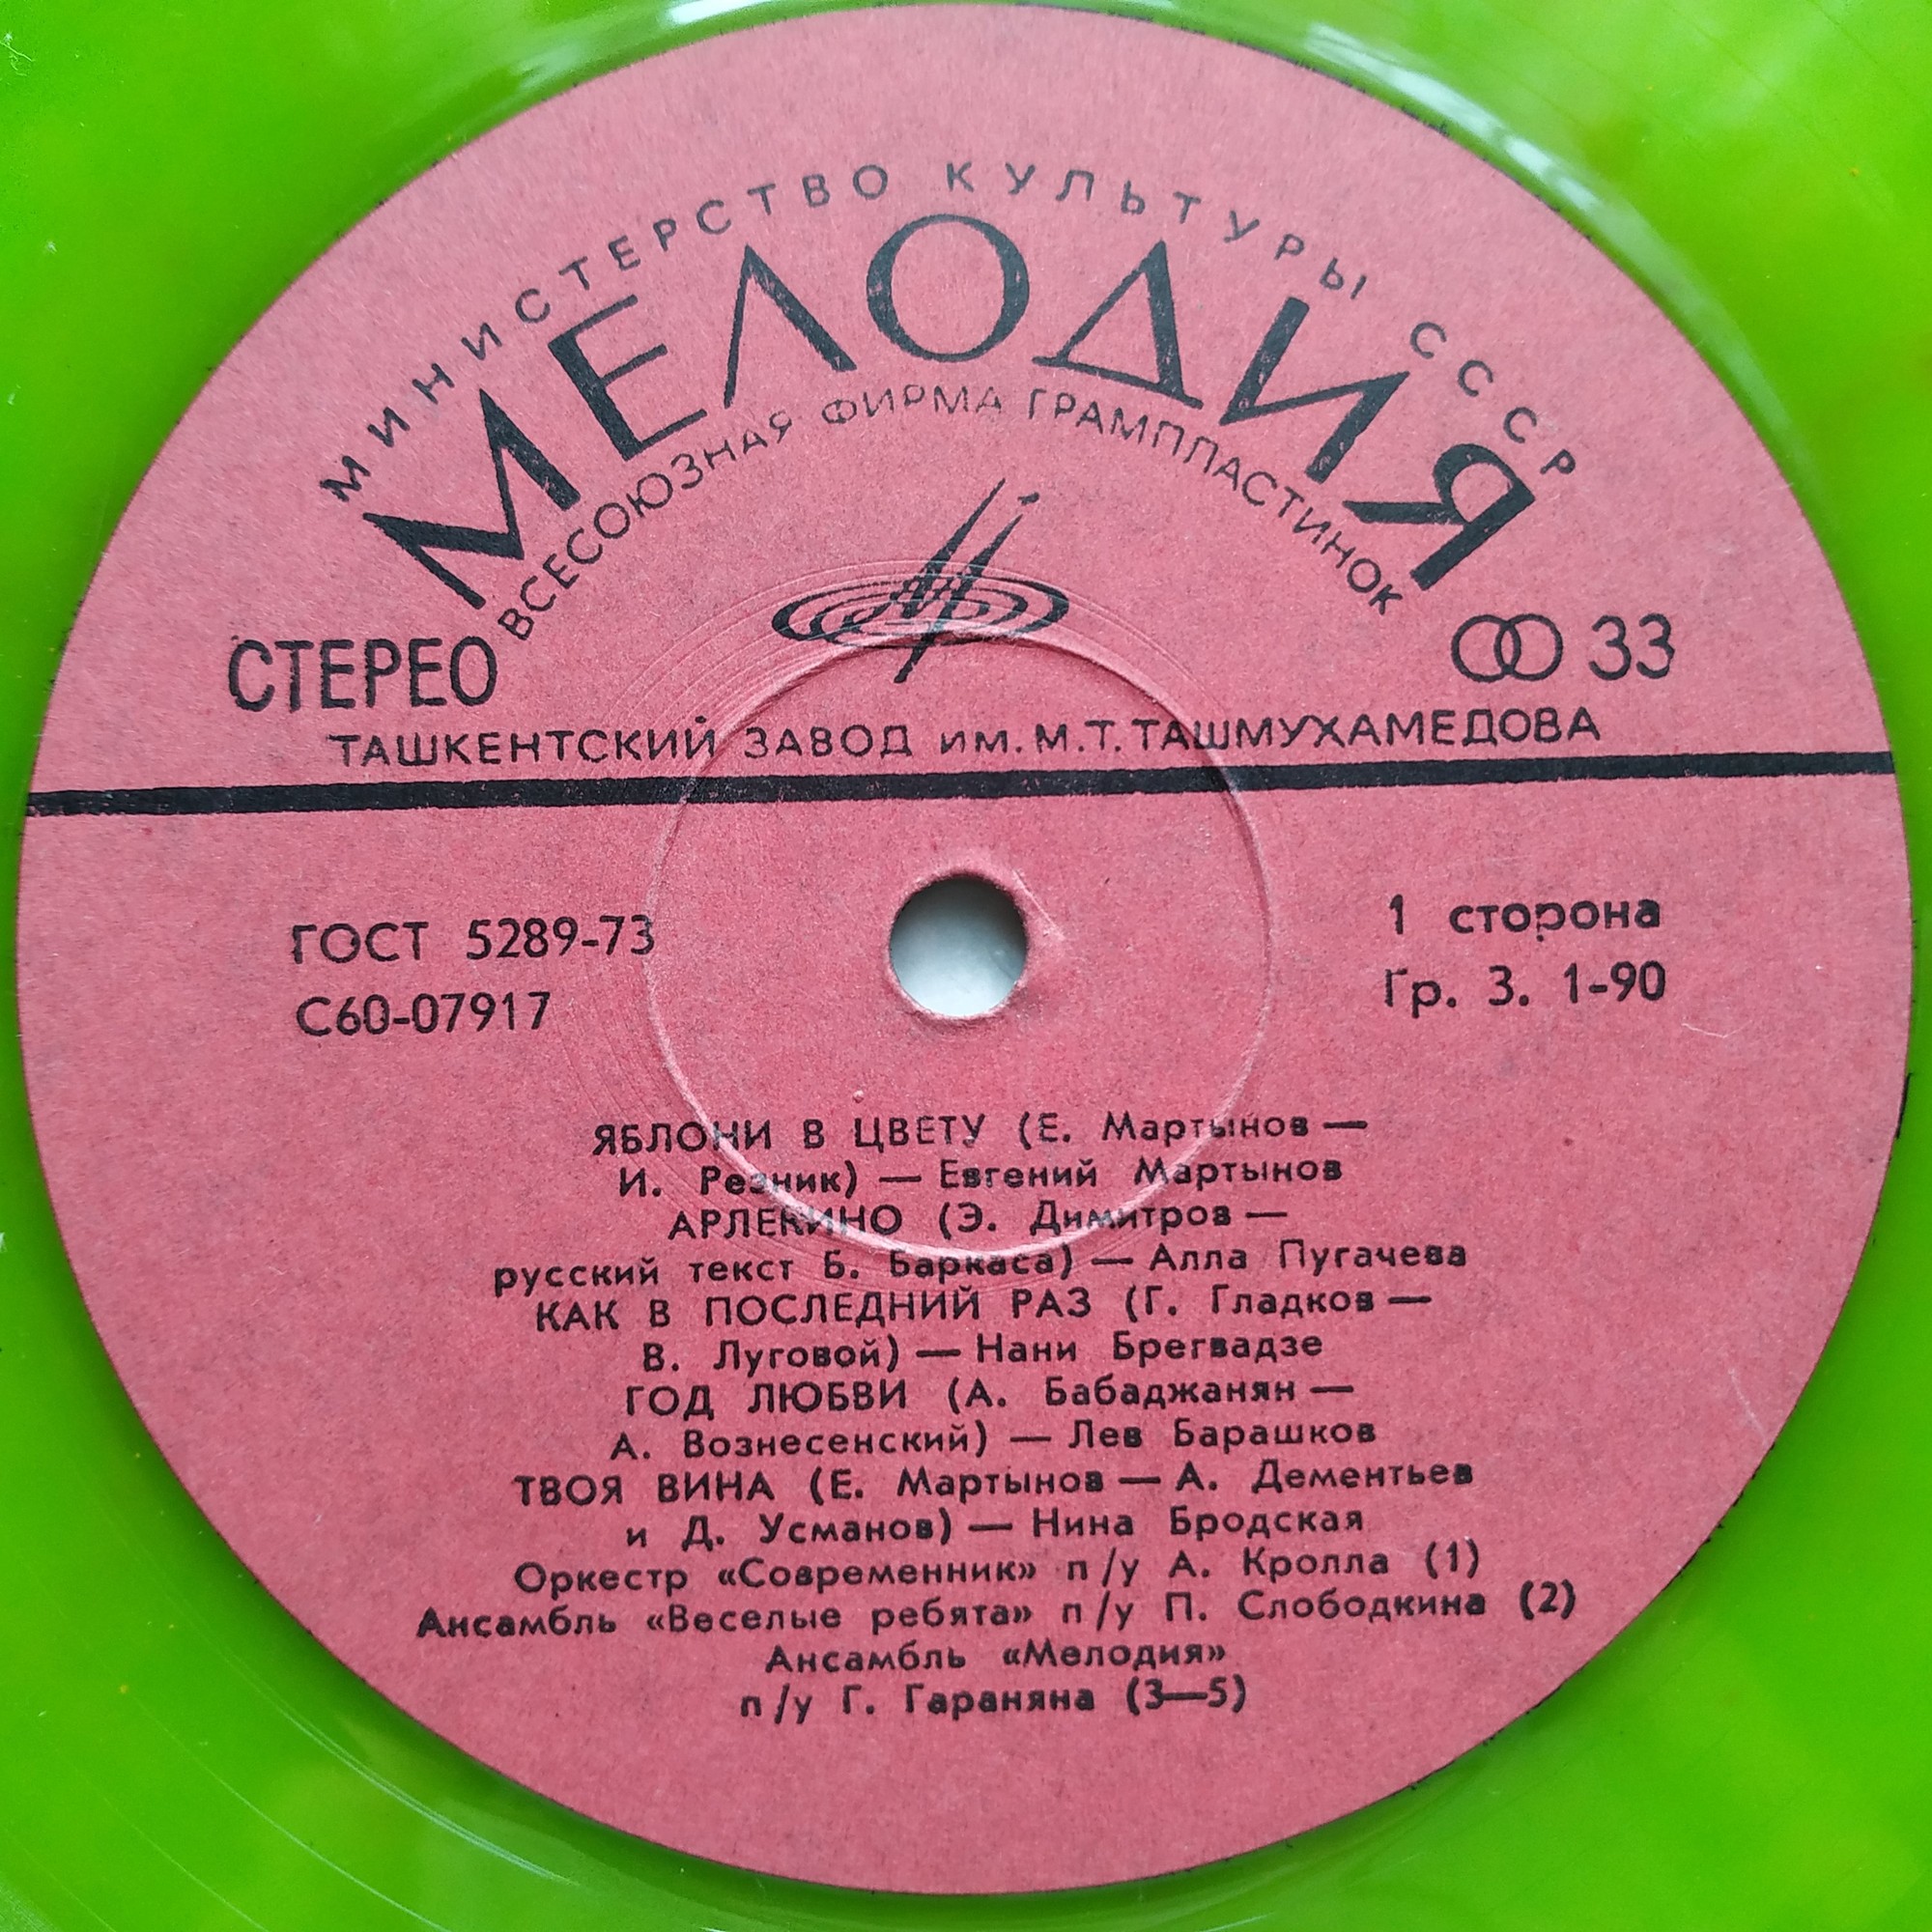 МИНИСТЕРСТВО КУЛЬТУРЫ СССР
МЕЛОДИЯ
ВСЕСОЮЗНАЯ ФИРМА ГРАМПЛАСТИНОК
СТЕРЕО
33
ТАШКЕНТСКИЙ ЗАВОД им. М.Т. ТАШМУХАМЕДОВА
ГОСТ 5289-73
С60-07917
1 сторона
Гр. 3. 1-90
ЯБЛОНИ В ЦВЕТУ (Е. Мартынов —
И. Резник) — Евгений Мартынов
АРЛЕКИНО (Э. Димитров —
русский текст Б. Баркаса) — Алла Пугачева
КАК В ПОСЛЕДНИЙ РАЗ (Г. Гладков —
В. Луговой) — Нани Брегвадзе
ГОД ЛЮБВИ (А. Бабаджанян —
А. Вознесенский) — Лев Барашков
ТВОЯ ВИНА (Е. Мартынов — А. Дементьев
и Д. Усманов) — Нина Бродская
Оркестр «Современник» п/у А. Кролла (1)
Ансамбль «Веселые ребята» п/у П. Слободкина (2)
Ансамбль «Мелодия»
п/у Г. Гараняна (3—5)